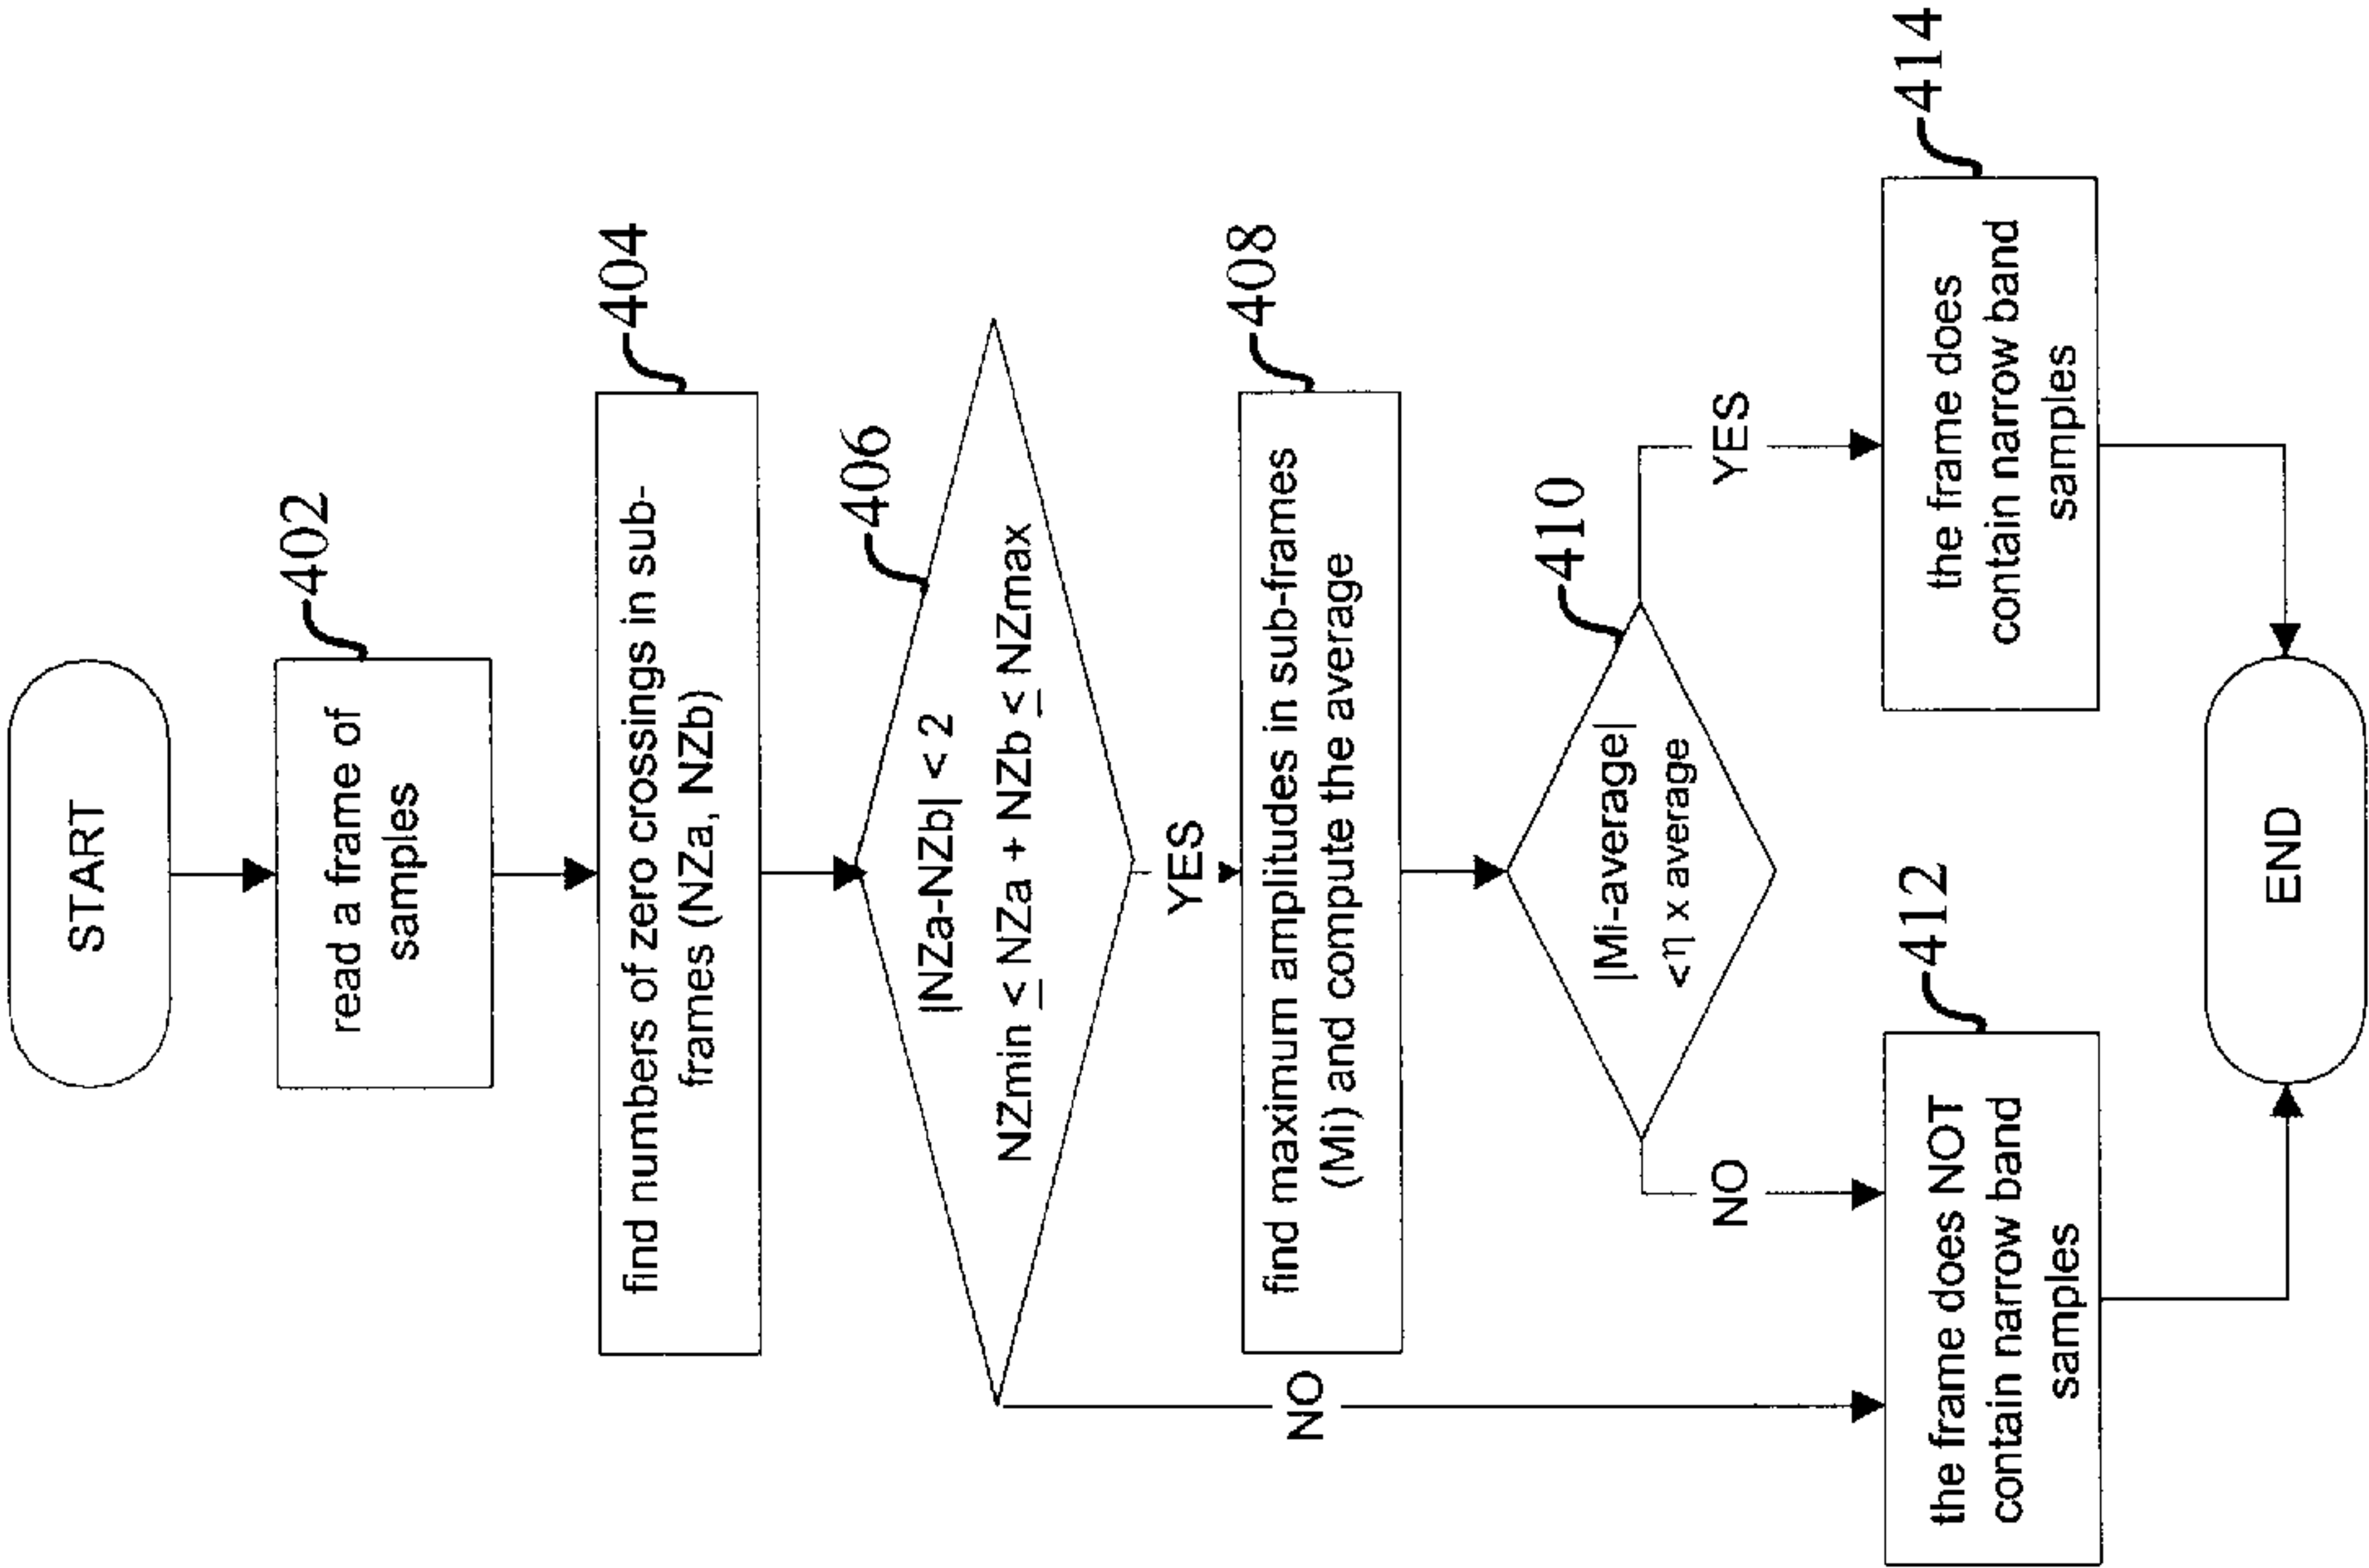 START
402
read a frame of
samples
404
find numbers of zero crossings in sub-
frames (NZa, NZb)
406
|NZa-NZb| < 2
NZmin ≤ NZa + NZb ≤ NZmax
YES
NO
408
find maximum amplitudes in sub-frames
(Mi) and compute the average
410
|Mi-average|
<η x average
NO
YES
412
the frame does NOT
contain narrow band
samples
414
the frame does
contain narrow band
samples
END